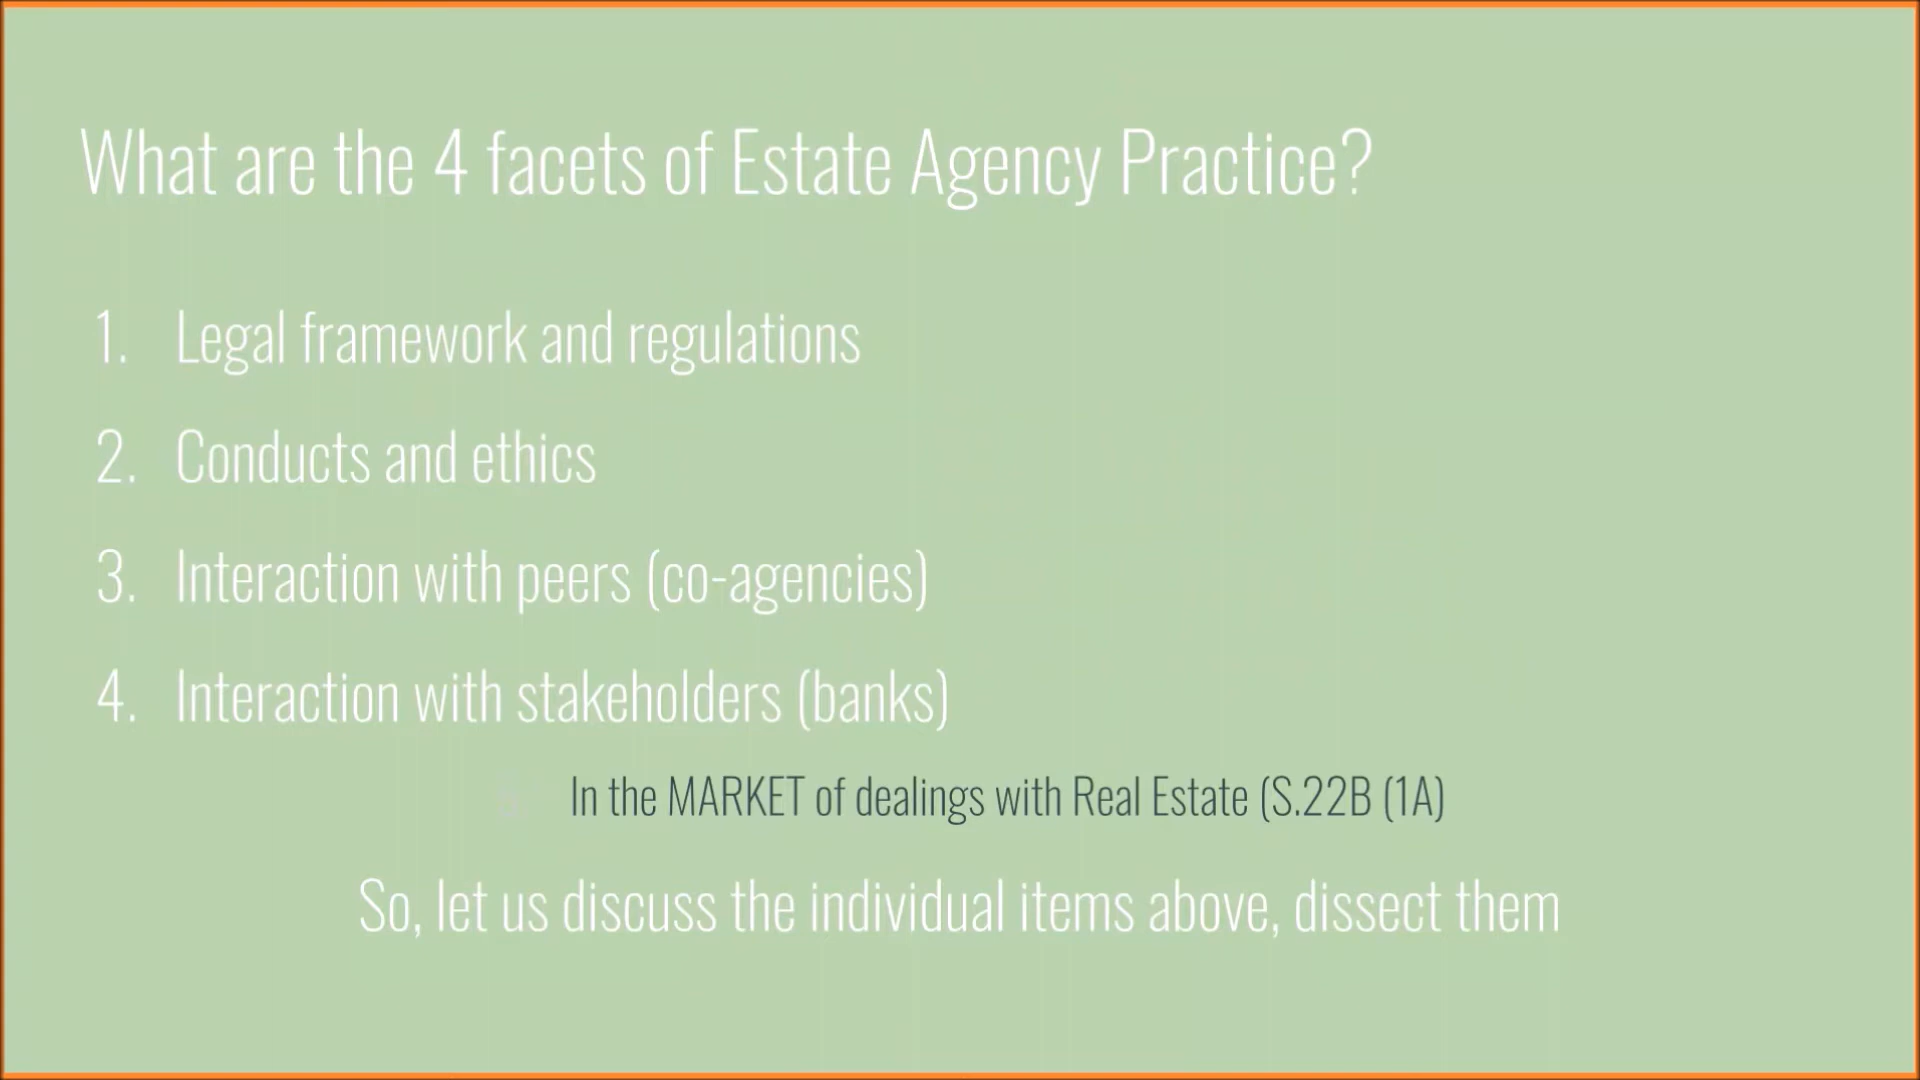 What are the 4 facets of Estate Agency Practice?
1. Legal framework and regulations
2. Conducts and ethics
3. Interaction with peers (co-agencies)
4. Interaction with stakeholders (banks)
In the MARKET of dealings with Real Estate (S.22B (1A)
So, let us discuss the individual items above, dissect them